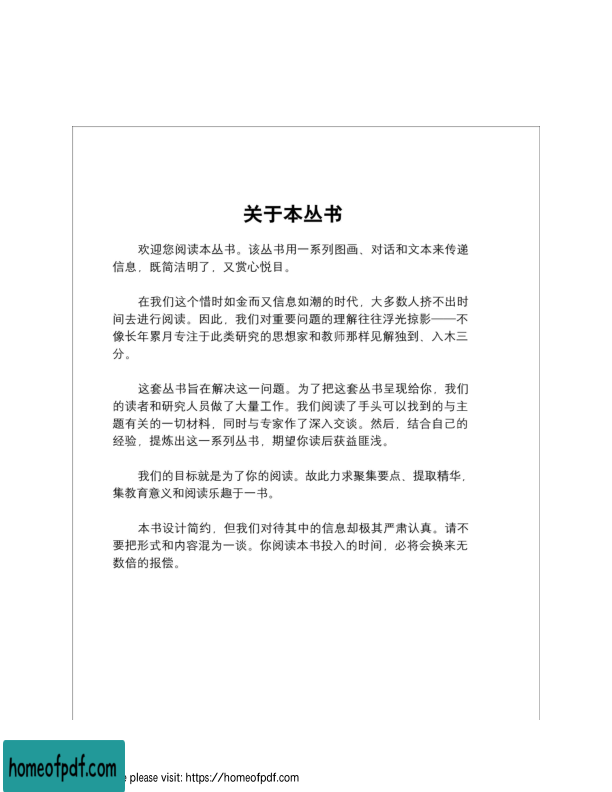 关于本丛书
欢迎您阅读本丛书。该丛书用一系列图画、对话和文本来传递
信息，既简洁明了，又赏心悦目。
在我们这个惜时如金而又信息如潮的时代，大多数人挤不出时
间去进行阅读。因此，我们对重要问题的理解往往浮光掠影——不
像长年累月专注于此类研究的思想家和教师那样见解独到、入木三
分。
这套丛书旨在解决这一问题。为了把这套丛书呈现给你，我们
的读者和研究人员做了大量工作。我们阅读了手头可以找到的与主
题有关的一切材料，同时与专家作了深入交谈。然后，结合自己的
经验，提炼出这一系列丛书，期望你读后获益匪浅。
我们的目标就是为了你的阅读。故此力求聚集要点、提取精华，
集教育意义和阅读乐趣于一书。
本书设计简约，但我们对待其中的信息却极其严肃认真。请不
要把形式和内容混为一谈。你阅读本书投入的时间，必将会换来无
数倍的报偿。
homeofpdf.com
please visit: https://homeofpdf.com